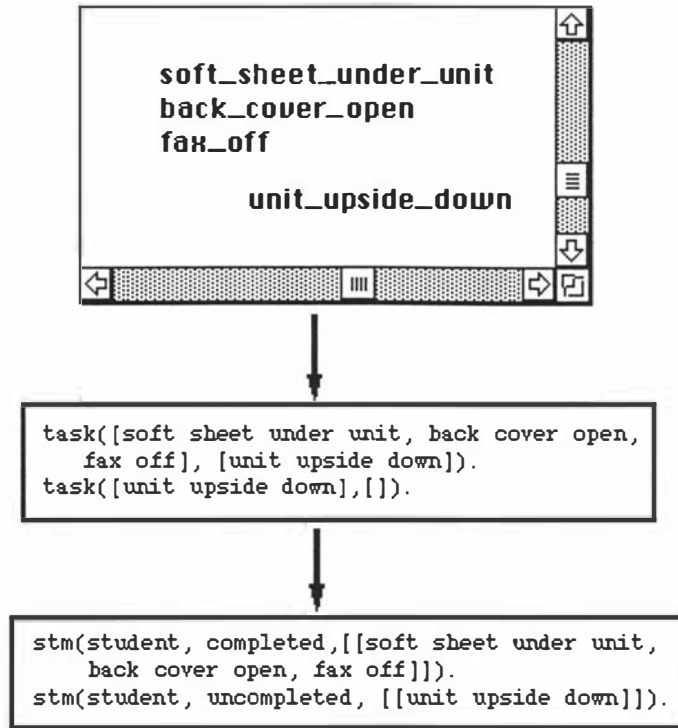 soft_sheet_under_unit
back_cover_open
fax_off
unit_upside_down
task([soft sheet under unit, back cover open,
fax off], [unit upside down]).
task([unit upside down],[]).
stm(student, completed,[[soft sheet under unit,
back cover open, fax off]]).
stm(student, uncompleted, [[unit upside down]]).